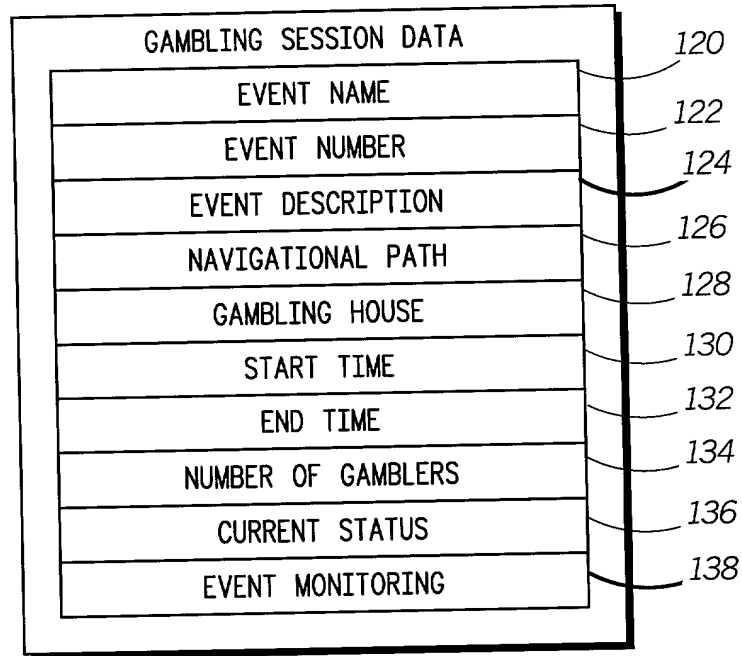 GAMBLING SESSION DATA
120
EVENT NAME
122
EVENT NUMBER
124
EVENT DESCRIPTION
126
NAVIGATIONAL PATH
128
GAMBLING HOUSE
130
START TIME
132
END TIME
134
NUMBER OF GAMBLERS
136
CURRENT STATUS
138
EVENT MONITORING